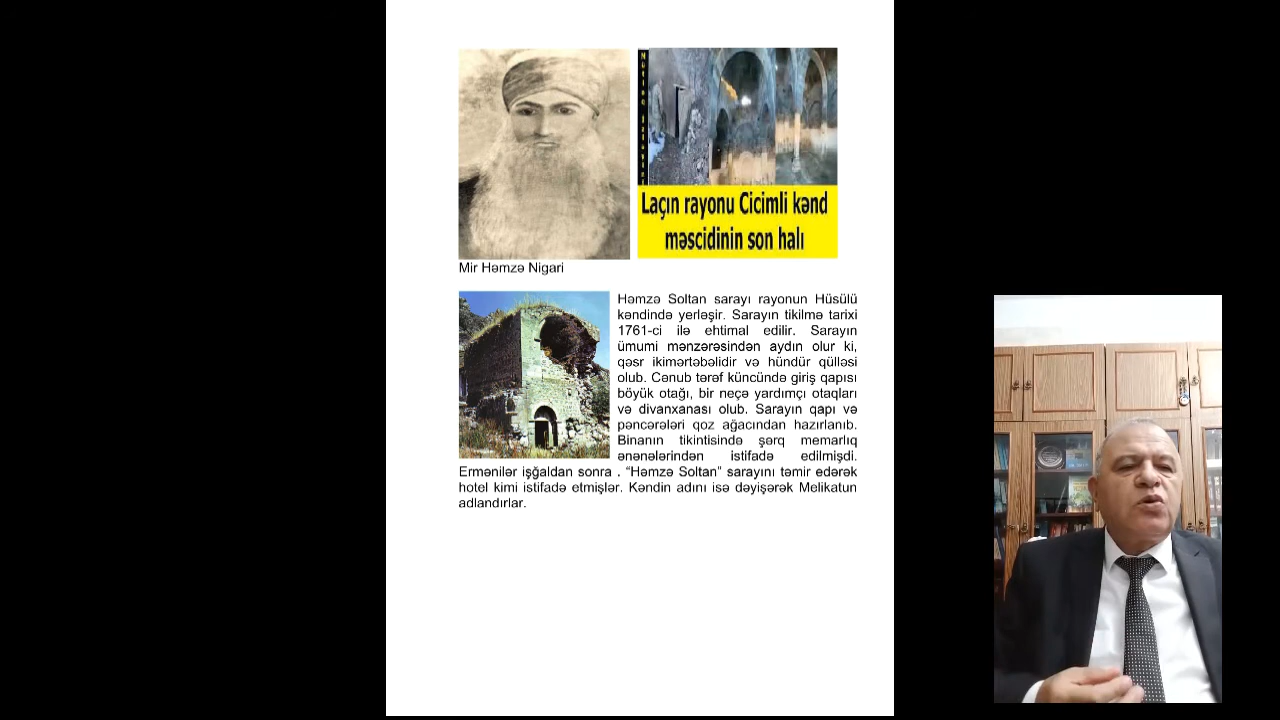 Laçın rayonu Cicimli kənd
məscidinin son halı
Mir Həmzə Nigari
Həmzə Soltan sarayı rayonun Hüsülü
kəndində yerləşir. Sarayın tikilmə tarixi
1761-ci ilə ehtimal edilir. Sarayın
ümumi mənzərəsindən aydın olur ki,
qəsr ikimərtəbəlidir və hündür qülləsi
olub. Cənub tərəf küncündə giriş qapısı
böyük otağı, bir neçə yardımçı otaqları
və divanxanası olub. Sarayın qapı və
pəncərələri qoz ağacından hazırlanıb.
Binanın tikintisində şərq memarlıq
ənənələrindən istifadə edilmişdi.
Ermənilər işğaldan sonra . “Həmzə Soltan” sarayını təmir edərək
hotel kimi istifadə etmişlər. Kəndin adını isə dəyişərək Melikatun
adlandırlar.